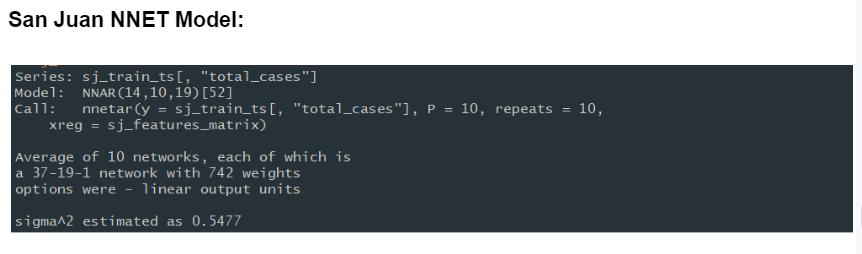 San Juan NNET Model:
Series: sj_train_ts[, "total_cases"]
Model:  NNAR(14,10,19)[52]
Call:   nnetar(y = sj_train_ts[, "total_cases"], P = 10, repeats = 10,
    xreg = sj_features_matrix)
Average of 10 networks, each of which is
a 37-19-1 network with 742 weights
options were - linear output units
sigma^2 estimated as 0.5477